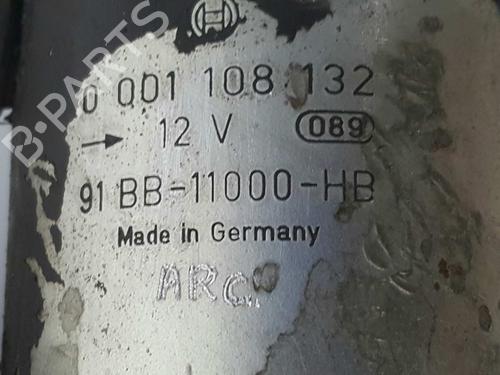 B-PARTS
0 001 108 132
→ 12 V 089
91 BB-11000-HB
Made in Germany
ARC